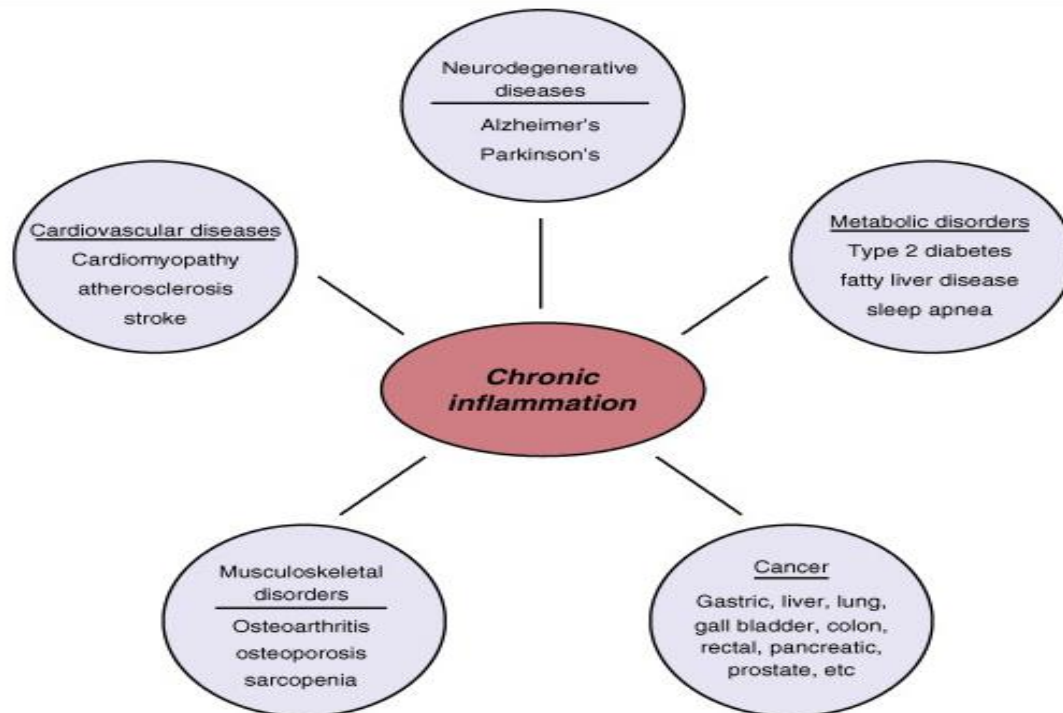 Neurodegenerative
diseases
Alzheimer's
Parkinson's
Cardiovascular diseases
Cardiomyopathy
atherosclerosis
stroke
Metabolic disorders
Type 2 diabetes
fatty liver disease
sleep apnea
Chronic
inflammation
Musculoskeletal
disorders
Osteoarthritis
osteoporosis
sarcopenia
Cancer
Gastric, liver, lung,
gall bladder, colon,
rectal, pancreatic,
prostate, etc